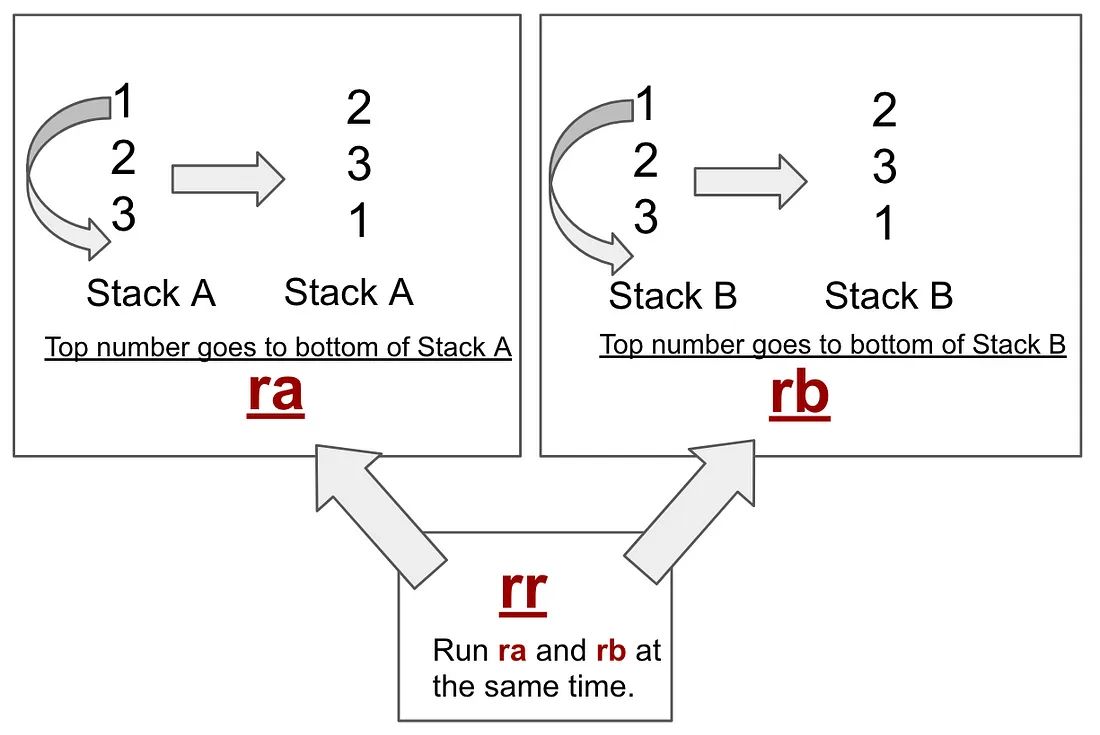 1
2
3
2
3
1
Stack A
Stack A
Top number goes to bottom of Stack A
ra
1
2
3
2
3
1
Stack B
Stack B
Top number goes to bottom of Stack B
rb
rr
Run ra and rb at
the same time.